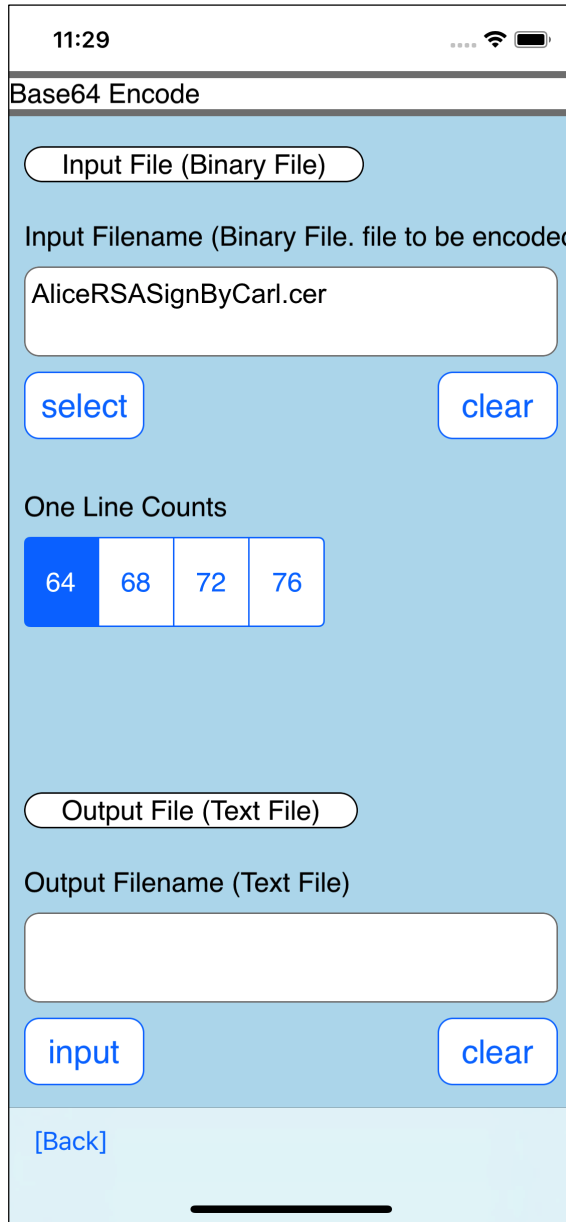 11:29
Base64 Encode
Input File (Binary File)
Input Filename (Binary File. file to be encoded
AliceRSASignByCarl.cer
select clear
One Line Counts
64 68 72 76
Output File (Text File)
Output Filename (Text File)
input clear
[Back]